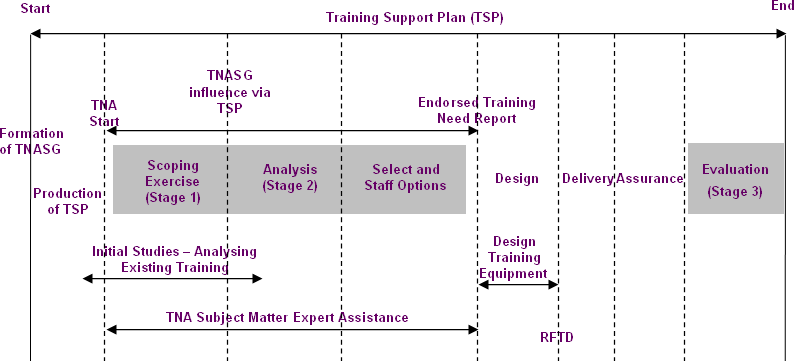 Start
End
Training Support Plan (TSP)
TNASG
influence via
TSP
TNA
Start
Endorsed Training
Need Report
Formation
of TNASG
Scoping
Exercise
(Stage 1)
Analysis
(Stage 2)
Select and
Staff Options
Design
Delivery
Assurance
Evaluation
(Stage 3)
Production
of TSP
Initial Studies – Analysing
Existing Training
Design
Training
Equipment
TNA Subject Matter Expert Assistance
RFTD